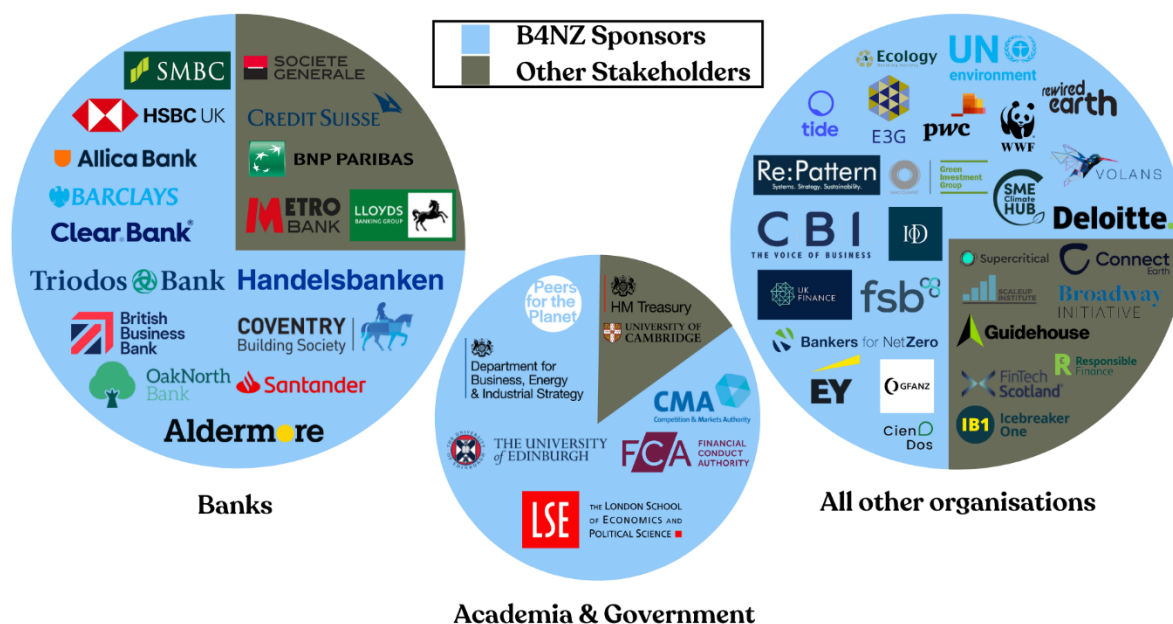 B4NZ Sponsors
Other Stakeholders
SMBC
SOCIETE
GENERALE
HSBC UK
CREDIT SUISSE
Allica Bank
BNP PARIBAS
BARCLAYS
METRO
BANK
LLOYDS
BANKING GROUP
Clear.Bank
Triodos Bank
Handelsbanken
British
Business
Bank
COVENTRY
Building Society
OakNorth
Bank
Santander
Aldermore
Banks
Peers
for the
Planet
HM Treasury
UNIVERSITY OF
CAMBRIDGE
Department for
Business, Energy
& Industrial Strategy
CMA
Competition & Markets Authority
THE UNIVERSITY
of EDINBURGH
FCA
FINANCIAL
CONDUCT
AUTHORITY
LSE
THE LONDON SCHOOL
OF ECONOMICS AND
POLITICAL SCIENCE
Academia & Government
Ecology
UN
environment
rewired
earth
tide
E3G
pwc
WWF
Re:Pattern
Systems. Strategy. Sustainability.
Green
Investment
Group
SME
Climate
HUB
VOLANS
Deloitte.
CBI
THE VOICE OF BUSINESS
IOD
Supercritical
Connect
Earth
UK
FINANCE
fsb
SCALEUP
INSTITUTE
Broadway
INITIATIVE
Guidehouse
Bankers for NetZero
Responsible
Finance
EY
GFANZ
FinTech
Scotland
Cien
Dos
IB1
Icebreaker
One
All other organisations